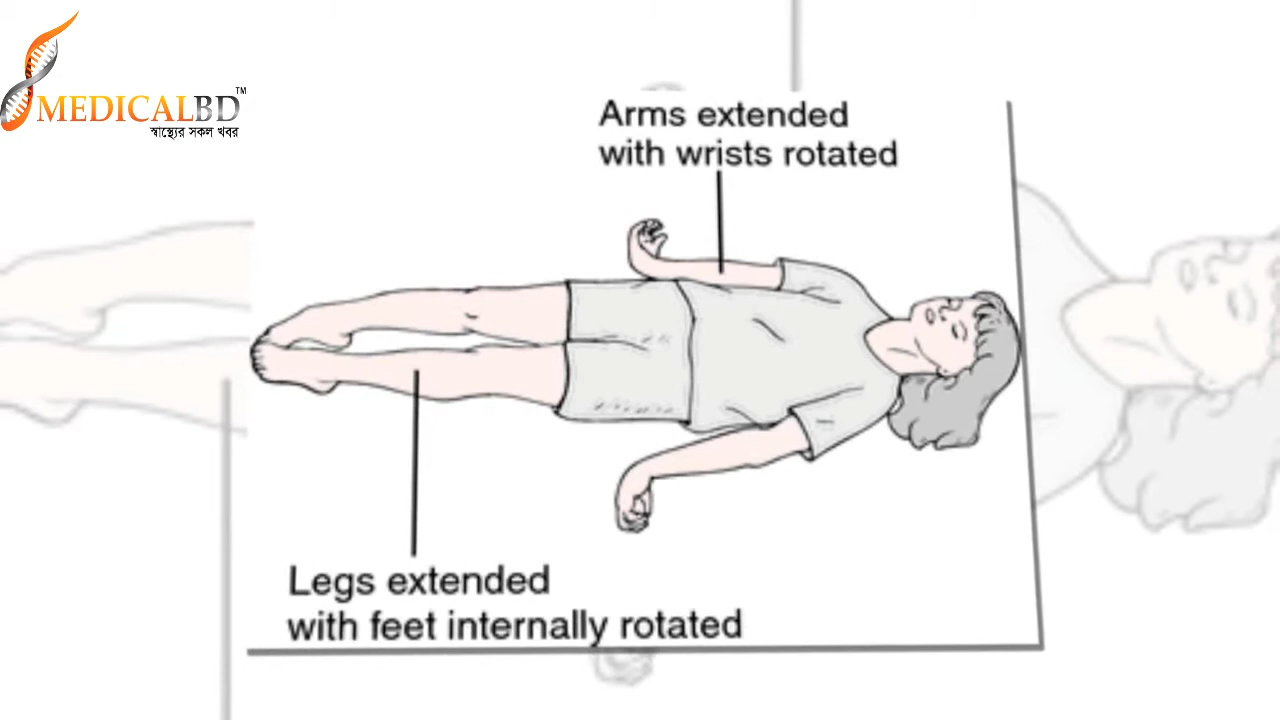 MEDICALBD™
স্বাস্থ্যের সকল খবর
Arms extended
with wrists rotated
Legs extended
with feet internally rotated